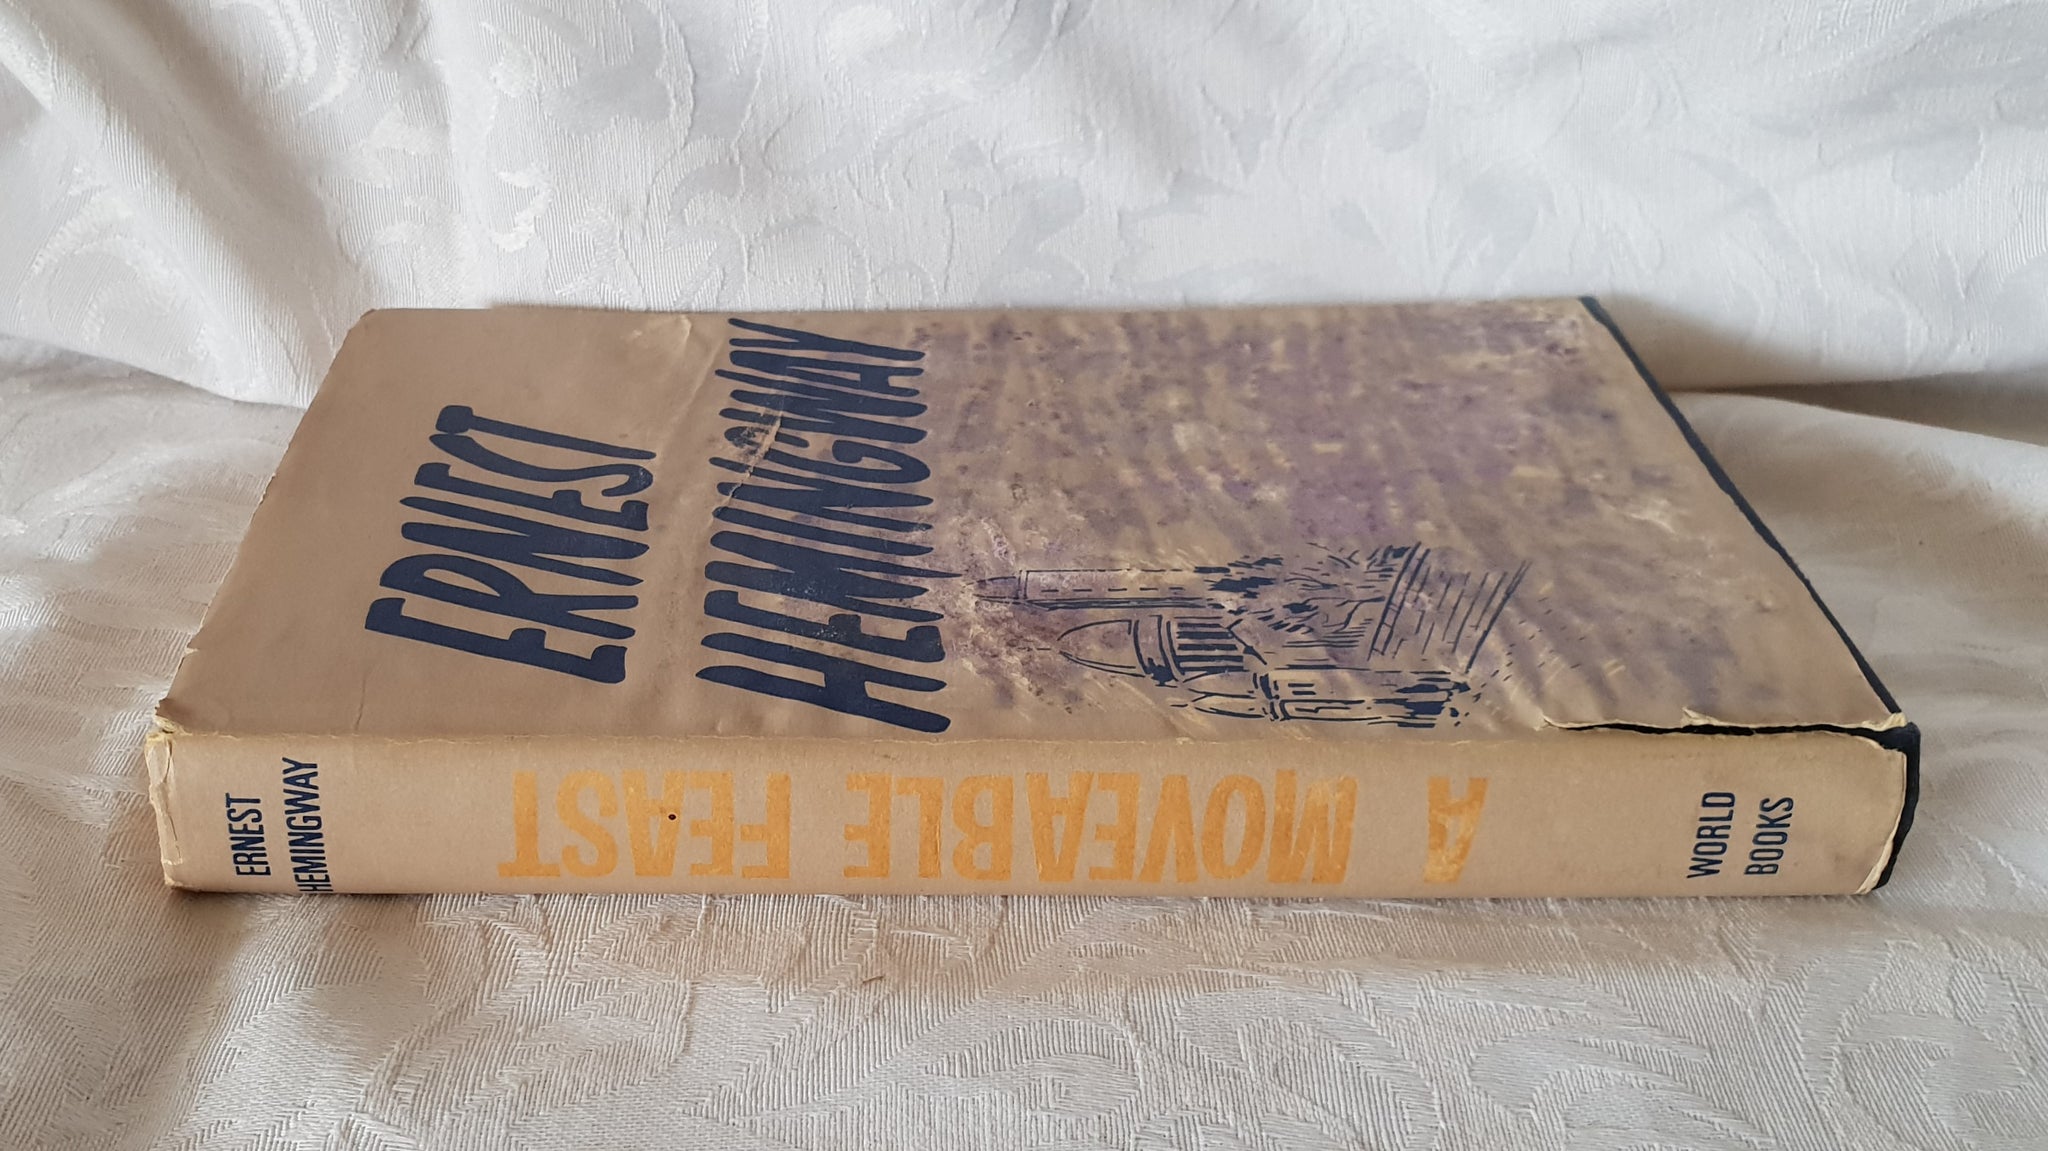 ERNEST
HEMINGWAY
ERNEST
HEMINGWAY
A MOVEABLE FEAST
WORLD
BOOKS